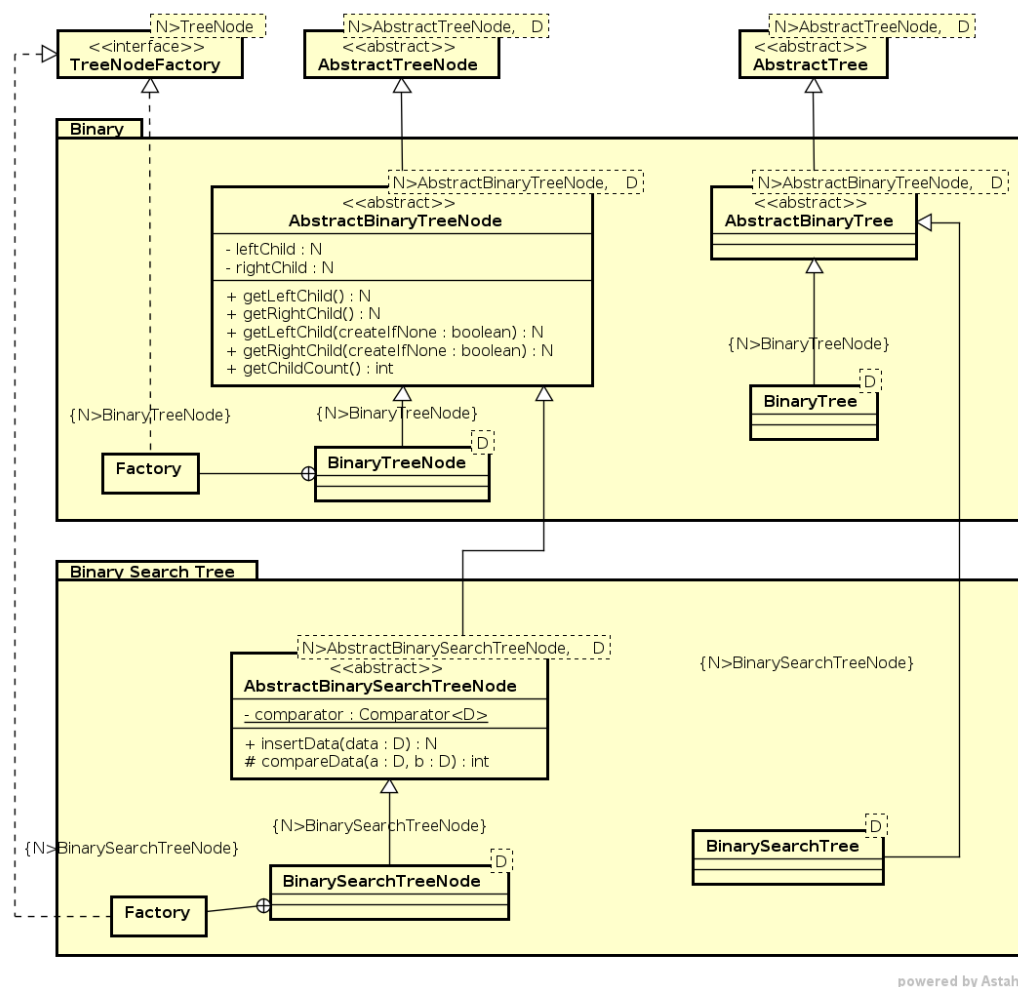 N>TreeNode
<<interface>>
TreeNodeFactory
N>AbstractTreeNode, D
<<abstract>>
AbstractTreeNode
N>AbstractTreeNode, D
<<abstract>>
AbstractTree
Binary
N>AbstractBinaryTreeNode, D
<<abstract>>
AbstractBinaryTreeNode
- leftChild : N
- rightChild : N
+ getLeftChild() : N
+ getRightChild() : N
+ getLeftChild(createIfNone : boolean) : N
+ getRightChild(createIfNone : boolean) : N
+ getChildCount() : int
N>AbstractBinaryTreeNode, D
<<abstract>>
AbstractBinaryTree
{N>BinaryTreeNode}
D
BinaryTree
{N>BinaryTreeNode}
{N>BinaryTreeNode}
D
BinaryTreeNode
Factory
Binary Search Tree
N>AbstractBinarySearchTreeNode, D
<<abstract>>
AbstractBinarySearchTreeNode
- comparator : Comparator<D>
+ insertData(data : D) : N
# compareData(a : D, b : D) : int
{N>BinarySearchTreeNode}
{N>BinarySearchTreeNode}
D
BinarySearchTree
{N>BinarySearchTreeNode}
D
BinarySearchTreeNode
Factory
powered by Astah